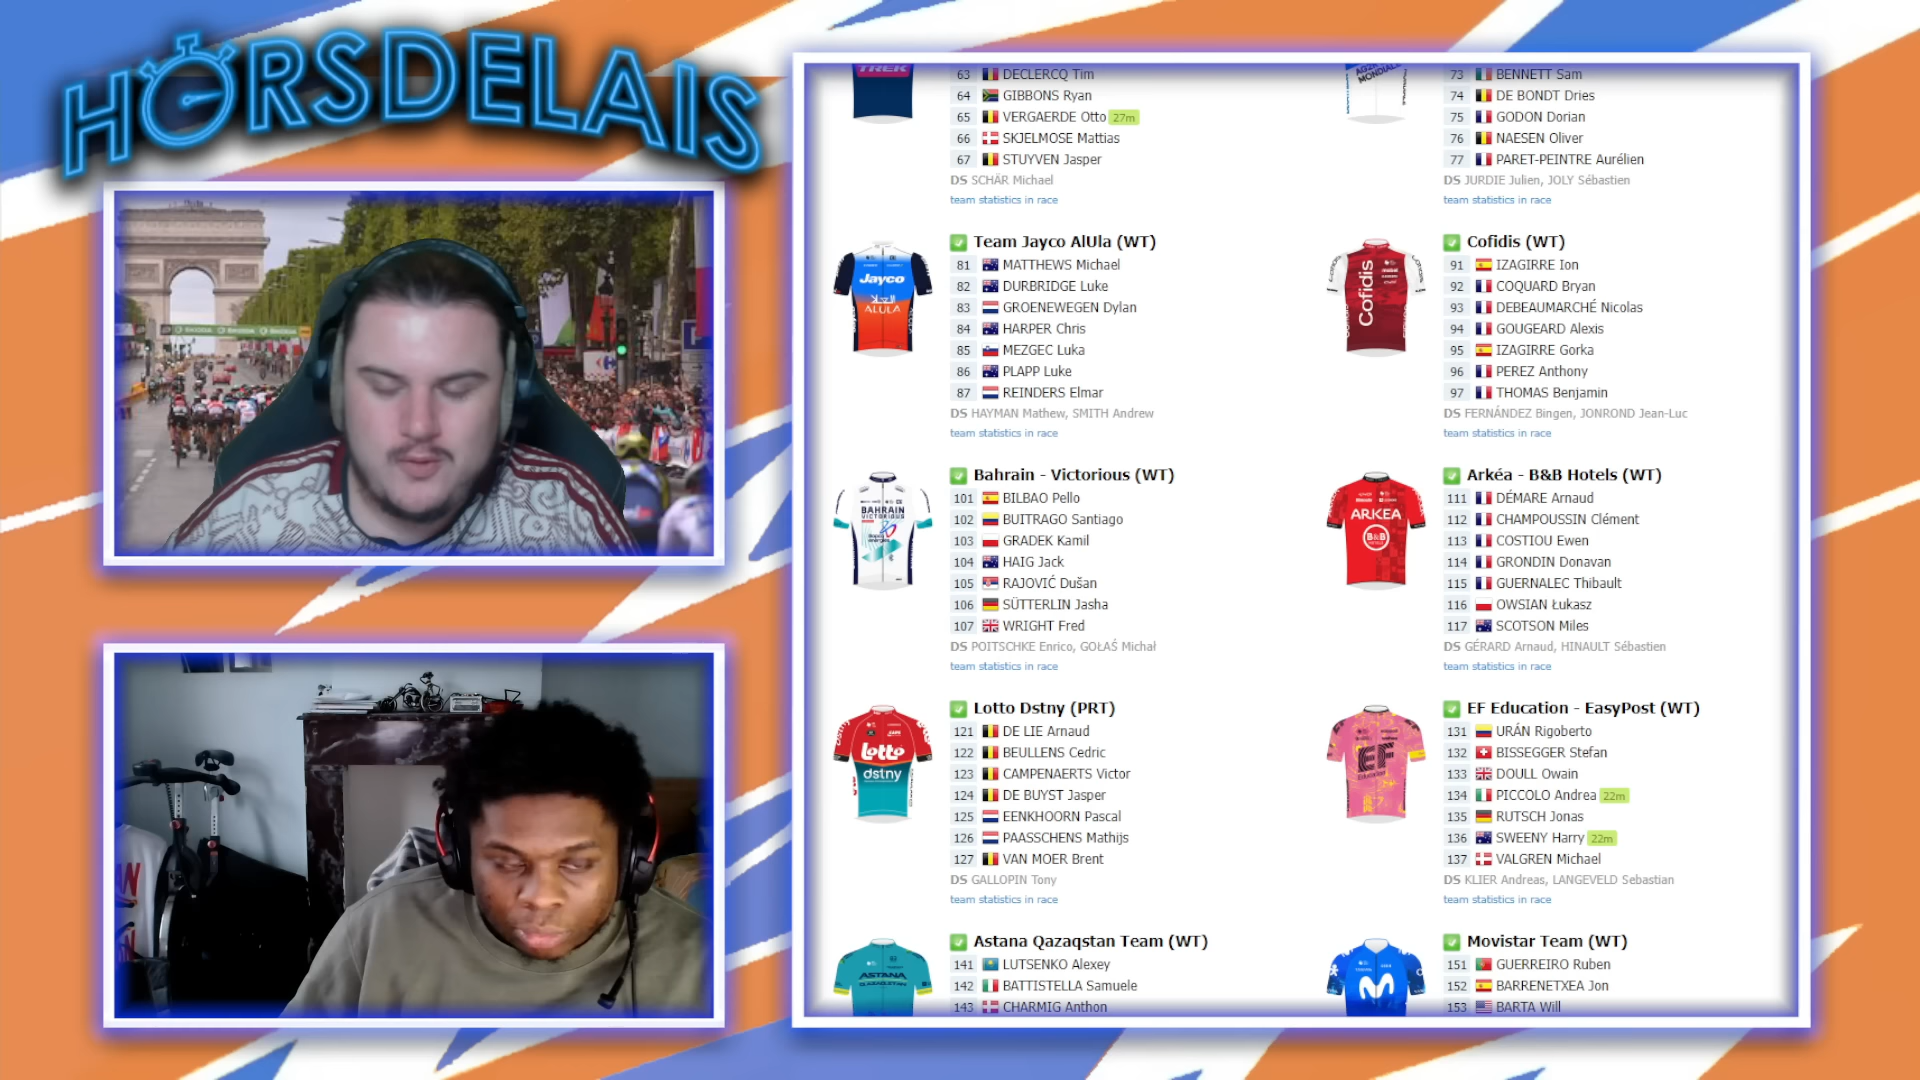 HORSDELAIS
TREK
63 DECLERCQ Tim
64 GIBBONS Ryan
65 VERGAERDE Otto 27m
66 SKJELMOSE Mattias
67 STUYVEN Jasper
DS SCHÄR Michael
team statistics in race
AG2R
MONDIALE
73 BENNETT Sam
74 DE BONDT Dries
75 GODON Dorian
76 NAESEN Oliver
77 PARET-PEINTRE Aurélien
DS JURDIE Julien, JOLY Sébastien
team statistics in race
Jayco
ALULA
Team Jayco AlUla (WT)
81 MATTHEWS Michael
82 DURBRIDGE Luke
83 GROENEWEGEN Dylan
84 HARPER Chris
85 MEZGEC Luka
86 PLAPP Luke
87 REINDERS Elmar
DS HAYMAN Mathew, SMITH Andrew
team statistics in race
Cofidis
Cofidis (WT)
91 IZAGIRRE Ion
92 COQUARD Bryan
93 DEBEAUMARCHÉ Nicolas
94 GOUGEARD Alexis
95 IZAGIRRE Gorka
96 PEREZ Anthony
97 THOMAS Benjamin
DS FERNÁNDEZ Bingen, JONROND Jean-Luc
team statistics in race
BAHRAIN
VICTORIOUS
Bahrain - Victorious (WT)
101 BILBAO Pello
102 BUITRAGO Santiago
103 GRADEK Kamil
104 HAIG Jack
105 RAJOVIĆ Dušan
106 SÜTTERLIN Jasha
107 WRIGHT Fred
DS POITSCHKE Enrico, GOŁAŚ Michał
team statistics in race
ARKEA
B&B
Arkéa - B&B Hotels (WT)
111 DÉMARE Arnaud
112 CHAMPOUSSIN Clément
113 COSTIOU Ewen
114 GRONDIN Donavan
115 GUERNALEC Thibault
116 OWSIAN Łukasz
117 SCOTSON Miles
DS GÉRARD Arnaud, HINAULT Sébastien
team statistics in race
Lotto
dstny
Lotto Dstny (PRT)
121 DE LIE Arnaud
122 BEULLENS Cedric
123 CAMPENAERTS Victor
124 DE BUYST Jasper
125 EENKHOORN Pascal
126 PAASSCHENS Mathijs
127 VAN MOER Brent
DS GALLOPIN Tony
team statistics in race
EF
EF Education - EasyPost (WT)
131 URÁN Rigoberto
132 BISSEGGER Stefan
133 DOULL Owain
134 PICCOLO Andrea 22m
135 RUTSCH Jonas
136 SWEENY Harry 22m
137 VALGREN Michael
DS KLIER Andreas, LANGEVELD Sebastian
team statistics in race
ASTANA
Astana Qazaqstan Team (WT)
141 LUTSENKO Alexey
142 BATTISTELLA Samuele
143 CHARMIG Anthon
Movistar Team (WT)
151 GUERREIRO Ruben
152 BARRENETXEA Jon
153 BARTA Will